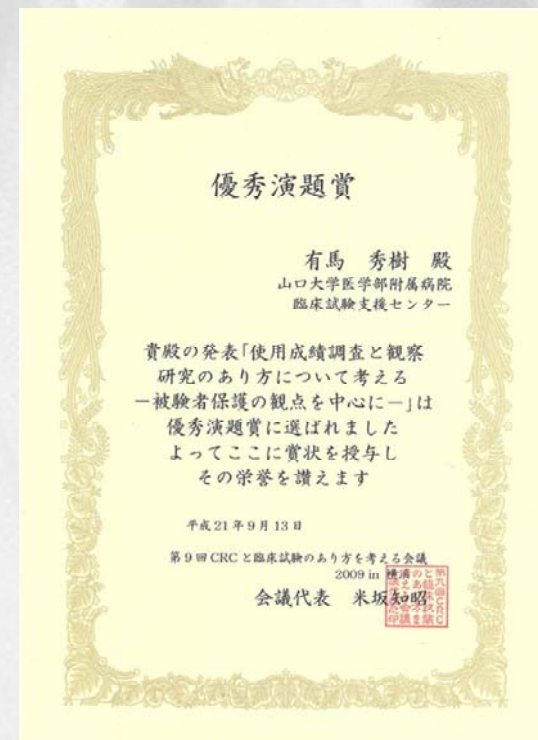 優秀演題賞
有馬 秀樹 殿
山口大学医学部附属病院
臨床試験支援センター
貴殿の発表「使用成績調査と観察
研究のあり方について考える
－被験者保護の観点を中心に－」は
優秀演題賞に選ばれました
よってここに賞状を授与し
その栄誉を讃えます
平成21年9月13日
第9回CRCと臨床試験のあり方を考える会議
2009 in 横浜
会議代表 米坂知昭